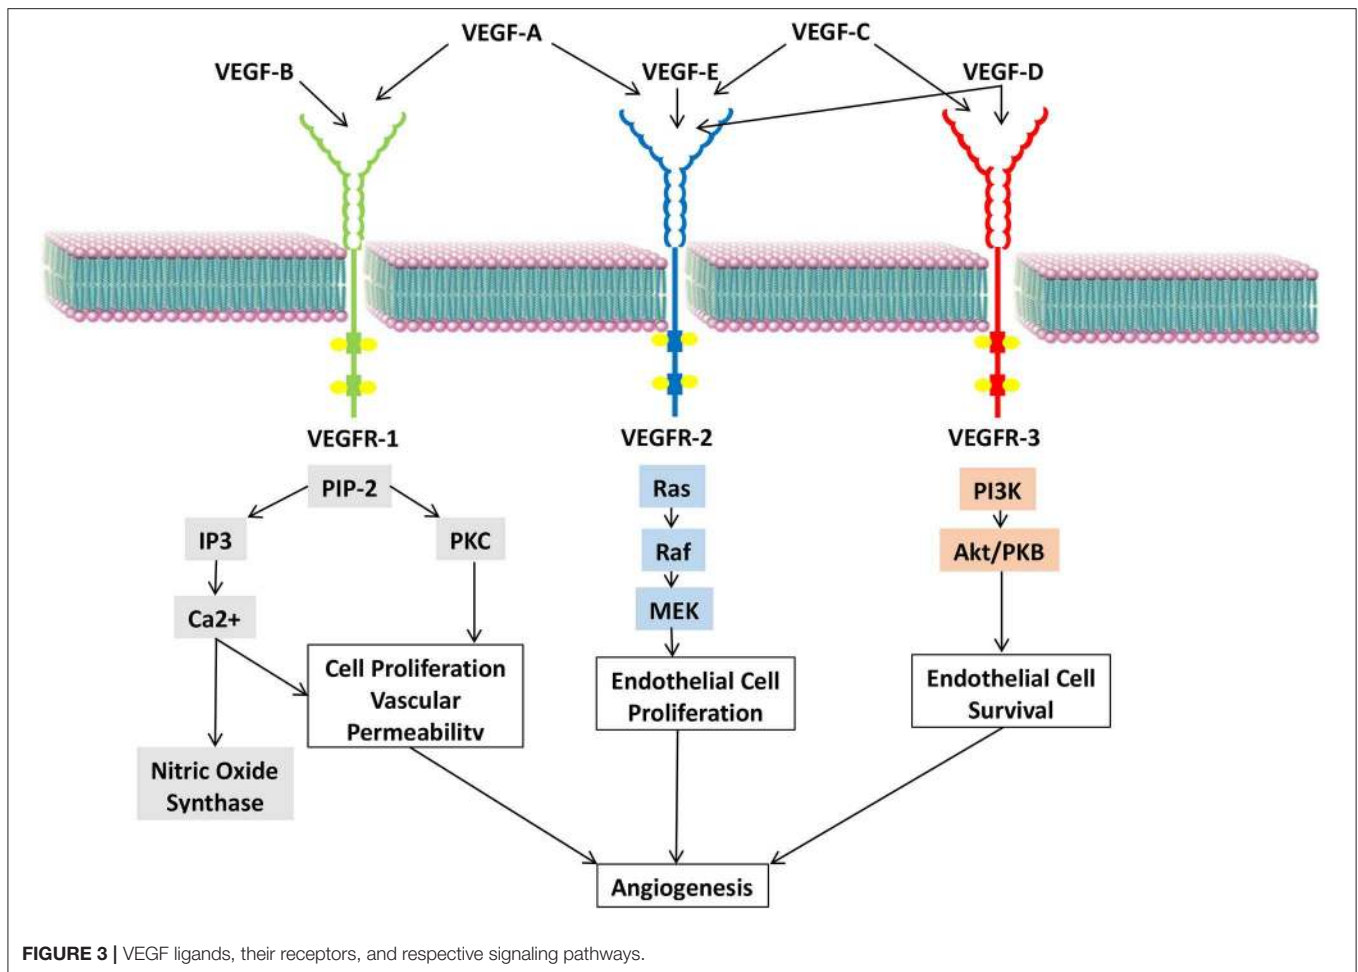 VEGF-A
VEGF-C
VEGF-B
VEGF-E
VEGF-D
VEGFR-1
VEGFR-2
VEGFR-3
PIP-2
IP3
PKC
Ca2+
Cell Proliferation
Vascular
Permeability
Nitric Oxide
Synthase
Ras
Raf
MEK
Endothelial Cell
Proliferation
PI3K
Akt/PKB
Endothelial Cell
Survival
Angiogenesis
FIGURE 3 | VEGF ligands, their receptors, and respective signaling pathways.